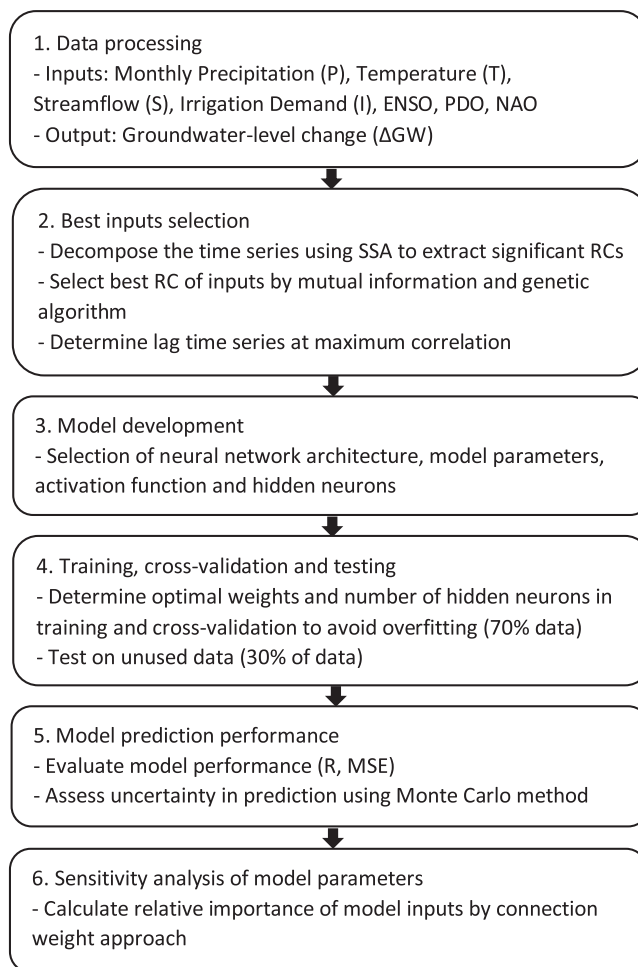 1. Data processing
- Inputs: Monthly Precipitation (P), Temperature (T),
Streamflow (S), Irrigation Demand (I), ENSO, PDO, NAO
- Output: Groundwater-level change (ΔGW)
2. Best inputs selection
- Decompose the time series using SSA to extract significant RCs
- Select best RC of inputs by mutual information and genetic
algorithm
- Determine lag time series at maximum correlation
3. Model development
- Selection of neural network architecture, model parameters,
activation function and hidden neurons
4. Training, cross-validation and testing
- Determine optimal weights and number of hidden neurons in
training and cross-validation to avoid overfitting (70% data)
- Test on unused data (30% of data)
5. Model prediction performance
- Evaluate model performance (R, MSE)
- Assess uncertainty in prediction using Monte Carlo method
6. Sensitivity analysis of model parameters
- Calculate relative importance of model inputs by connection
weight approach